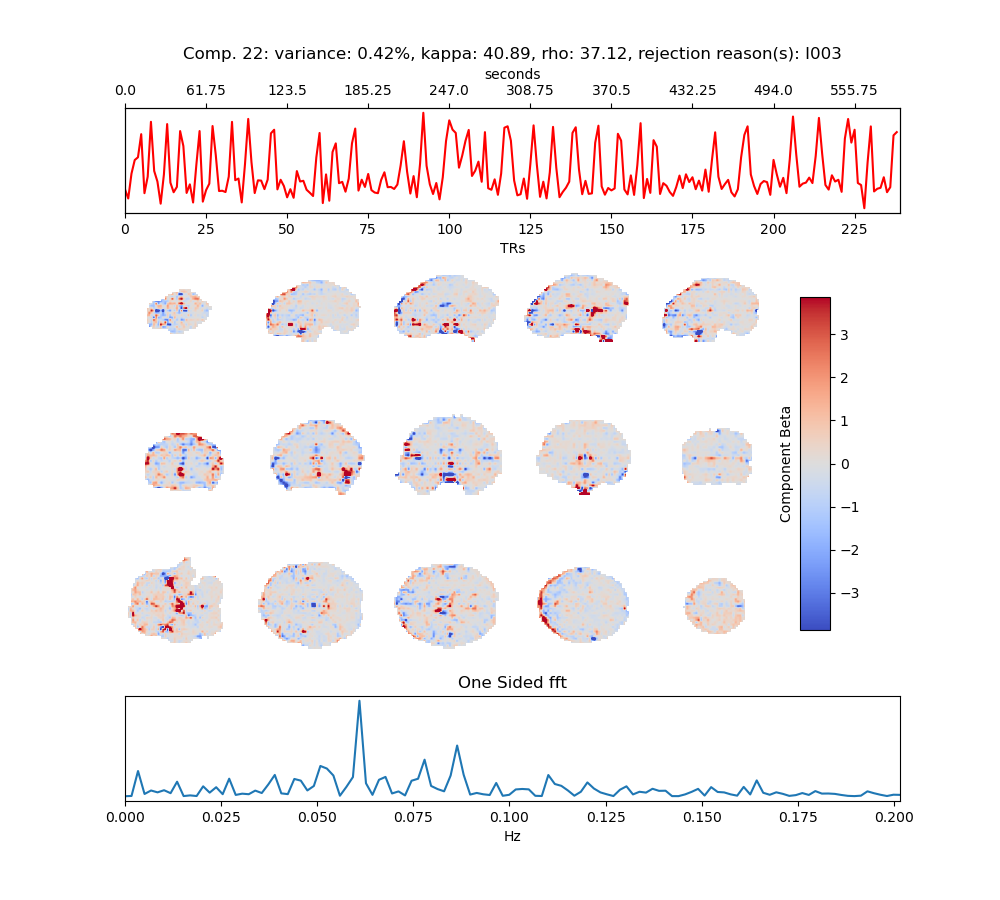 Comp. 22: variance: 0.42%, kappa: 40.89, rho: 37.12, rejection reason(s): I003
seconds
0.0 61.75 123.5 185.25 247.0 308.75 370.5 432.25 494.0 555.75
0 25 50 75 100 125 150 175 200 225
TRs
3
2
1
0
−1
−2
−3
Component Beta
One Sided fft
0.000 0.025 0.050 0.075 0.100 0.125 0.150 0.175 0.200
Hz